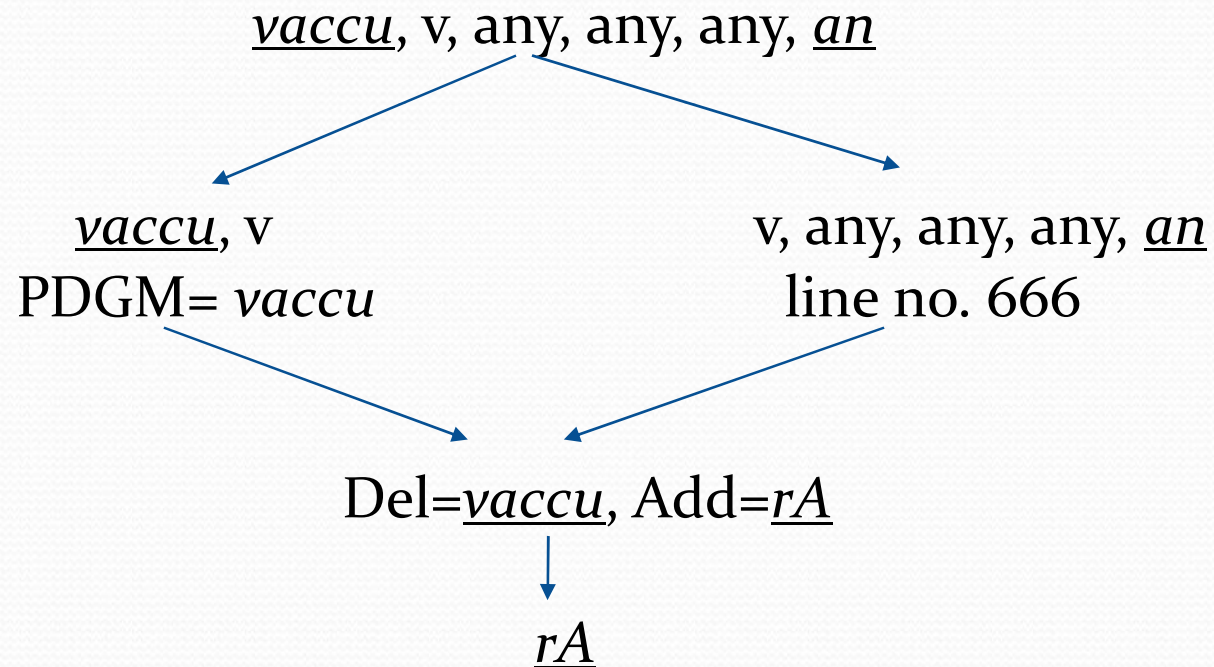 vaccu, v, any, any, any, an
vaccu, v
PDGM= vaccu
v, any, any, any, an
line no. 666
Del=vaccu, Add=rA
rA